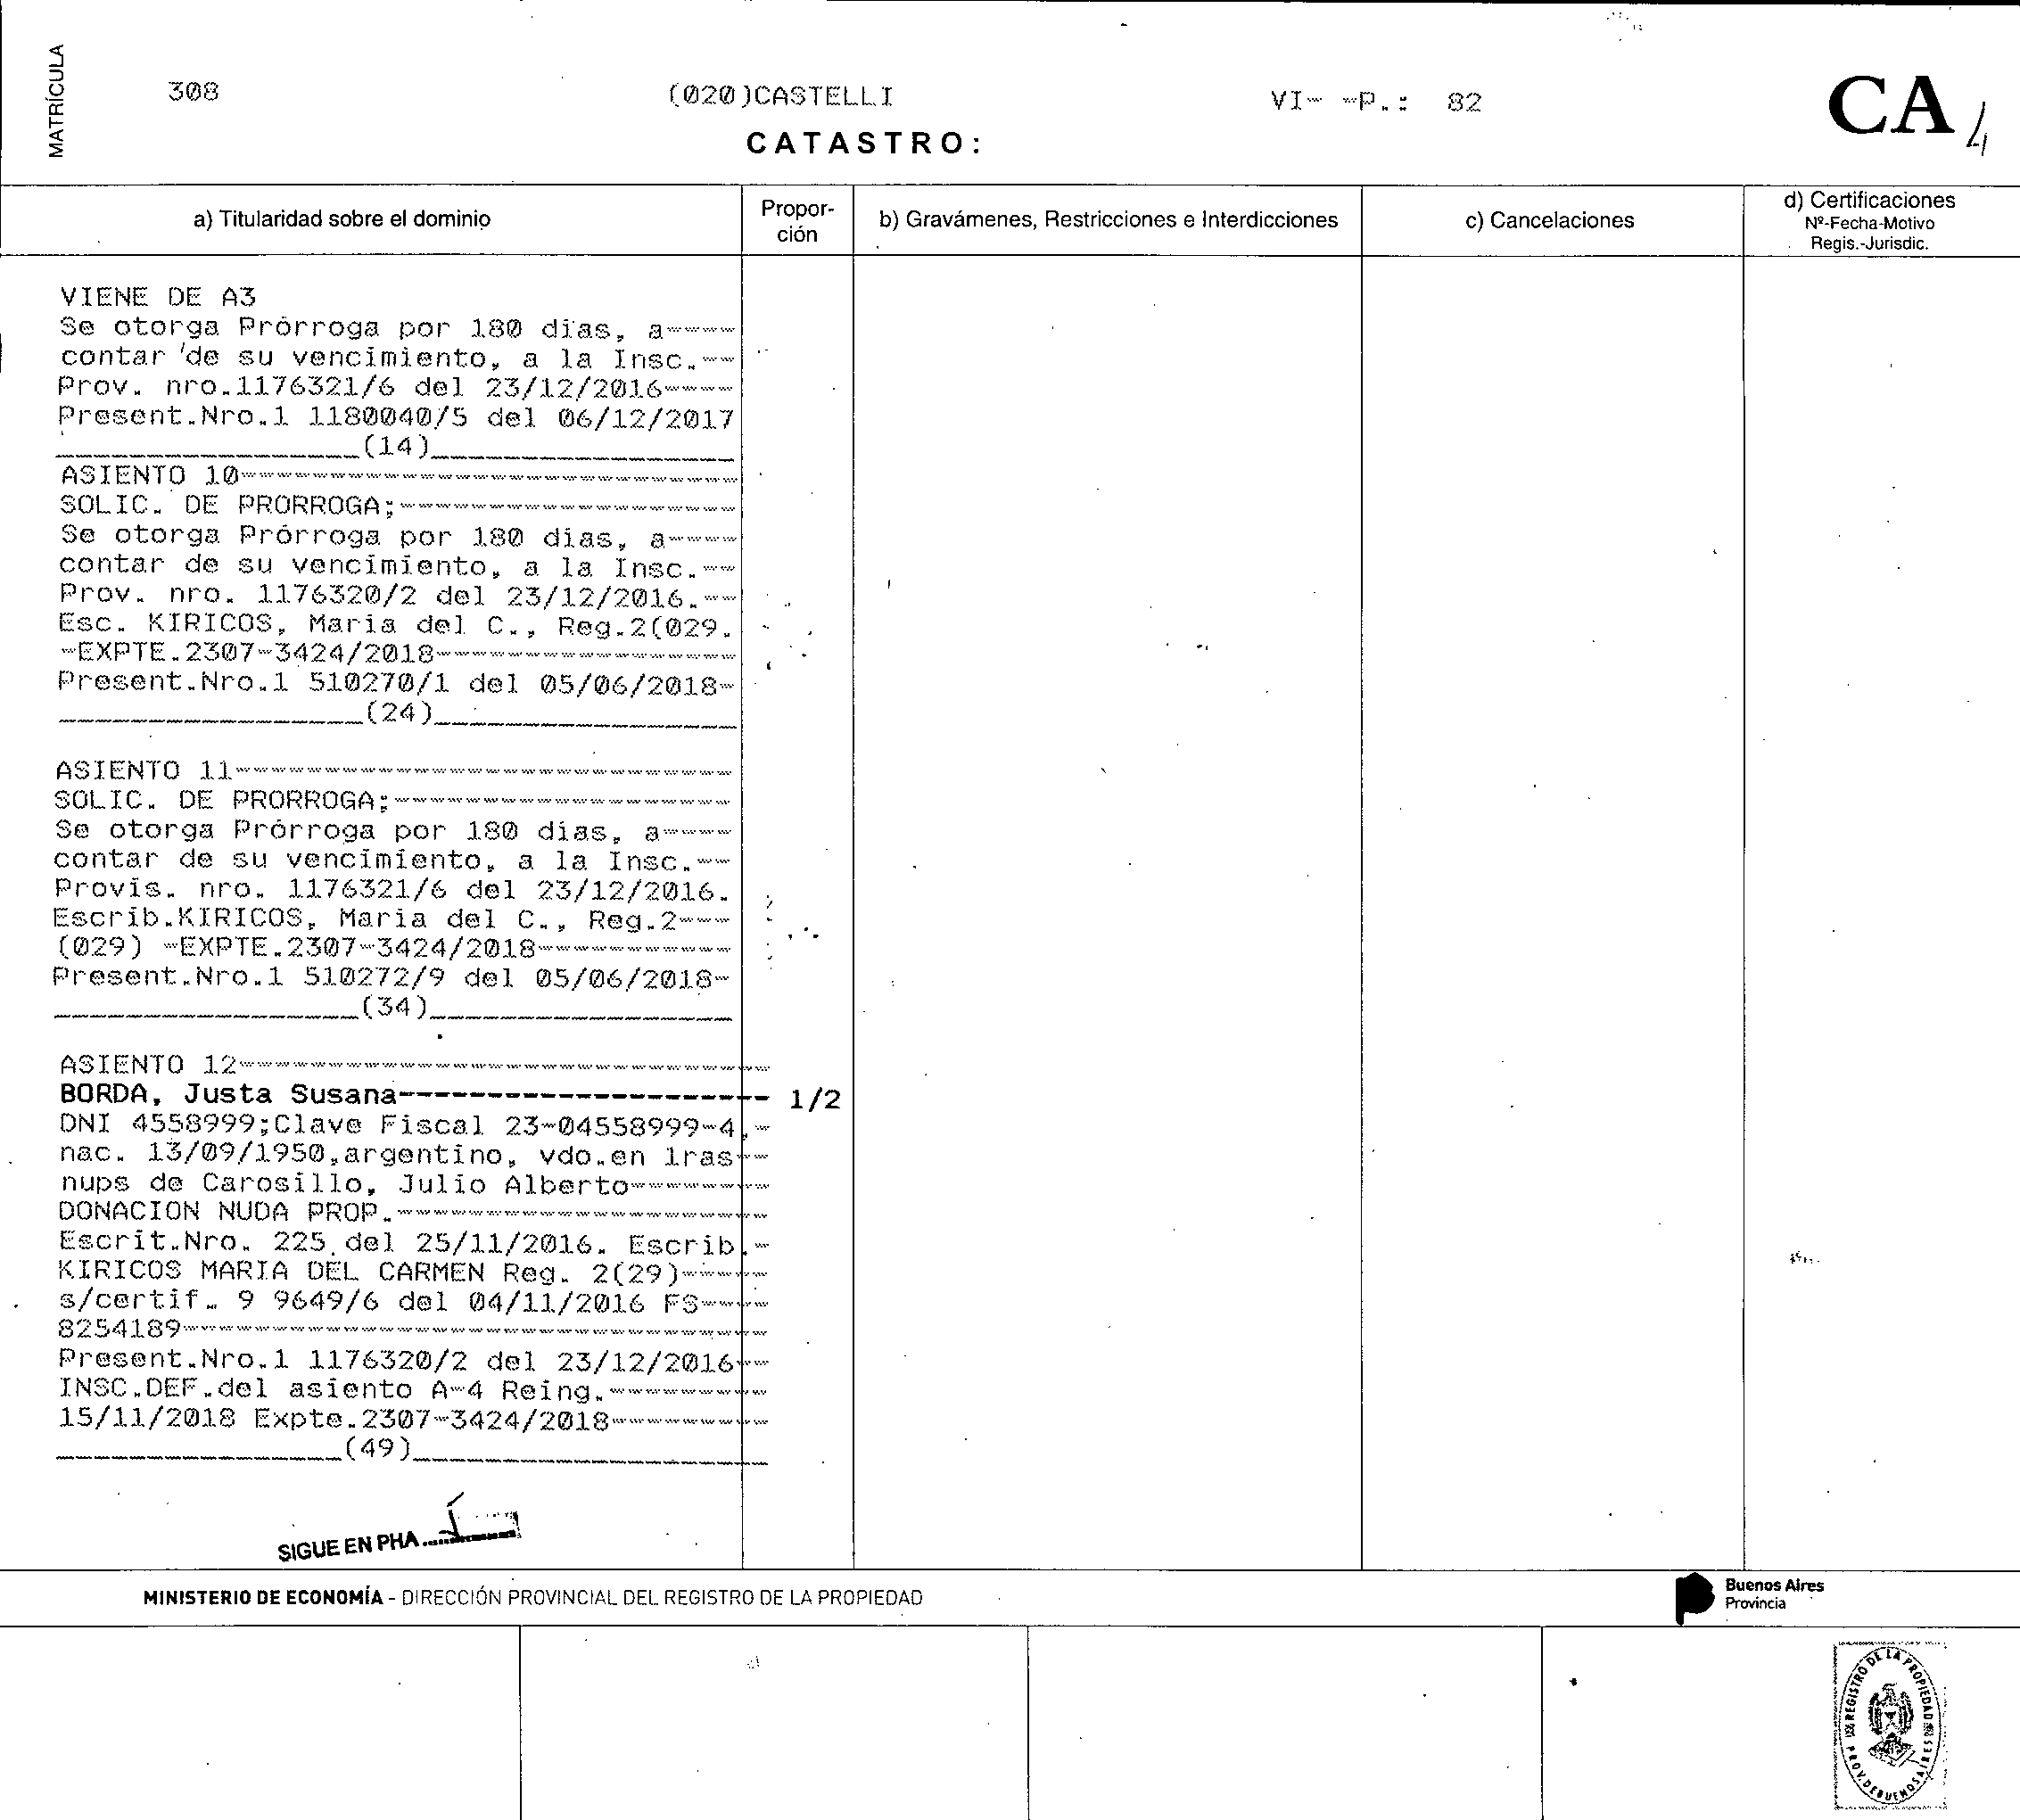 MATRÍCULA
308
(020)CASTELLI
VI- -P.: 82
CA 4
CATASTRO:
a) Titularidad sobre el dominio
Propor-
ción
b) Gravámenes, Restricciones e Interdicciones
c) Cancelaciones
d) Certificaciones
Nº-Fecha-Motivo
Regis.-Jurisdic.
VIENE DE A3
Se otorga Prórroga por 180 días, a----
contar de su vencimiento, a la Insc.--
Prov. nro.1176321/6 del 23/12/2016----
Present.Nro.1 1180040/5 del 06/12/2017
_________________(14)_________________
ASIENTO 10----------------------------
SOLIC. DE PRORROGA;-------------------
Se otorga Prórroga por 180 días, a----
contar de su vencimiento, a la Insc.--
Prov. nro. 1176320/2 del 23/12/2016.--
Esc. KIRICOS, María del C., Reg.2(029.
-EXPTE.2307-3424/2018-----------------
Present.Nro.1 510270/1 del 05/06/2018-
_________________(24)_________________
ASIENTO 11----------------------------
SOLIC. DE PRORROGA;-------------------
Se otorga Prórroga por 180 días, a----
contar de su vencimiento, a la Insc.--
Provis. nro. 1176321/6 del 23/12/2016.
Escrib.KIRICOS, María del C., Reg.2---
(029) -EXPTE.2307-3424/2018-----------
Present.Nro.1 510272/9 del 05/06/2018-
_________________(34)_________________
ASIENTO 12------------------------------
BORDA, Justa Susana--------------------- 1/2
DNI 4558999;Clave Fiscal 23-04558999-4,-
nac. 13/09/1950,argentino, vdo.en 1ras--
nups de Carosillo, Julio Alberto--------
DONACION NUDA PROP.---------------------
Escrit.Nro. 225 del 25/11/2016. Escrib.-
KIRICOS MARIA DEL CARMEN Reg. 2(29)-----
s/certif. 9 9649/6 del 04/11/2016 FS----
8254189---------------------------------
Present.Nro.1 1176320/2 del 23/12/2016--
INSC.DEF.del asiento A-4 Reing.---------
15/11/2018 Expte.2307-3424/2018---------
________________(49)____________________
SIGUE EN PHA ..........
MINISTERIO DE ECONOMÍA - DIRECCIÓN PROVINCIAL DEL REGISTRO DE LA PROPIEDAD
Buenos Aires
Provincia
REGISTRO DE LA PROPIEDAD
PROV. DE BUENOS AIRES